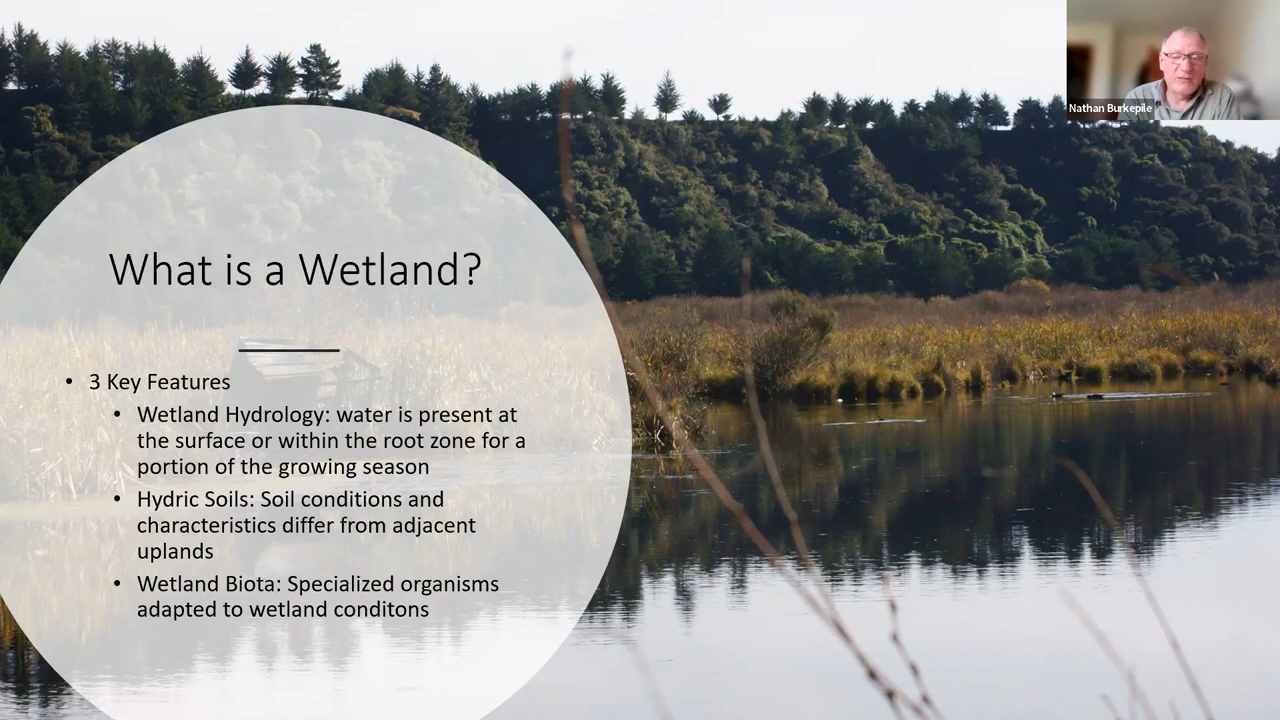 Nathan Burkepile
What is a Wetland?
• 3 Key Features
• Wetland Hydrology: water is present at
the surface or within the root zone for a
portion of the growing season
• Hydric Soils: Soil conditions and
characteristics differ from adjacent
uplands
• Wetland Biota: Specialized organisms
adapted to wetland conditons